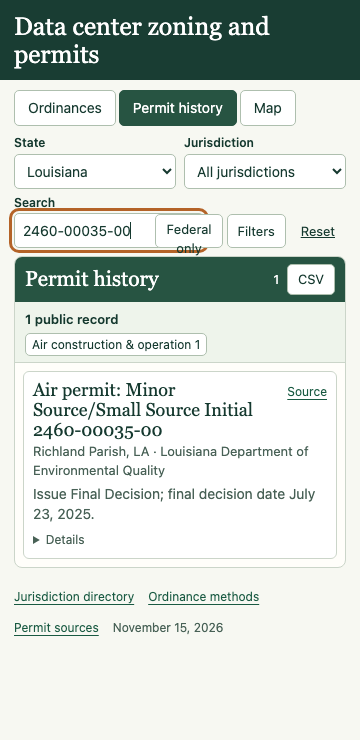 Data center zoning and
permits
Ordinances
Permit history
Map
State
Jurisdiction
Louisiana
All jurisdictions
Search
2460-00035-00
Federal
only
Filters
Reset
Permit history
1
CSV
1 public record
Air construction & operation 1
Air permit: Minor
Source/Small Source Initial
2460-00035-00
Source
Richland Parish, LA · Louisiana Department of
Environmental Quality
Issue Final Decision; final decision date July
23, 2025.
Details
Jurisdiction directory
Ordinance methods
Permit sources
November 15, 2026